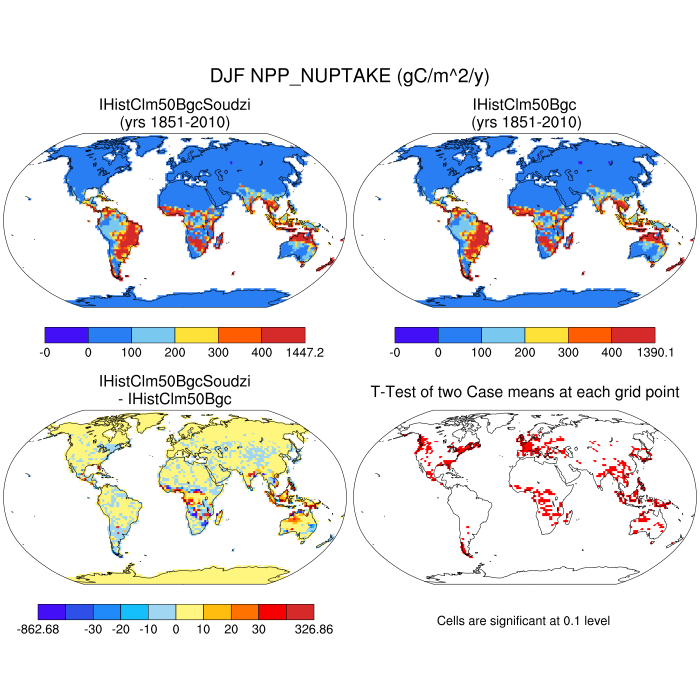 DJF NPP_NUPTAKE (gC/m^2/y)
IHistClm50BgcSoudzi
(yrs 1851-2010)
IHistClm50Bgc
(yrs 1851-2010)
-0 0 100 200 300 400 1447.2
-0 0 100 200 300 400 1390.1
IHistClm50BgcSoudzi
- IHistClm50Bgc
T-Test of two Case means at each grid point
-862.68 -30 -20 -10 0 10 20 30 326.86
Cells are significant at 0.1 level